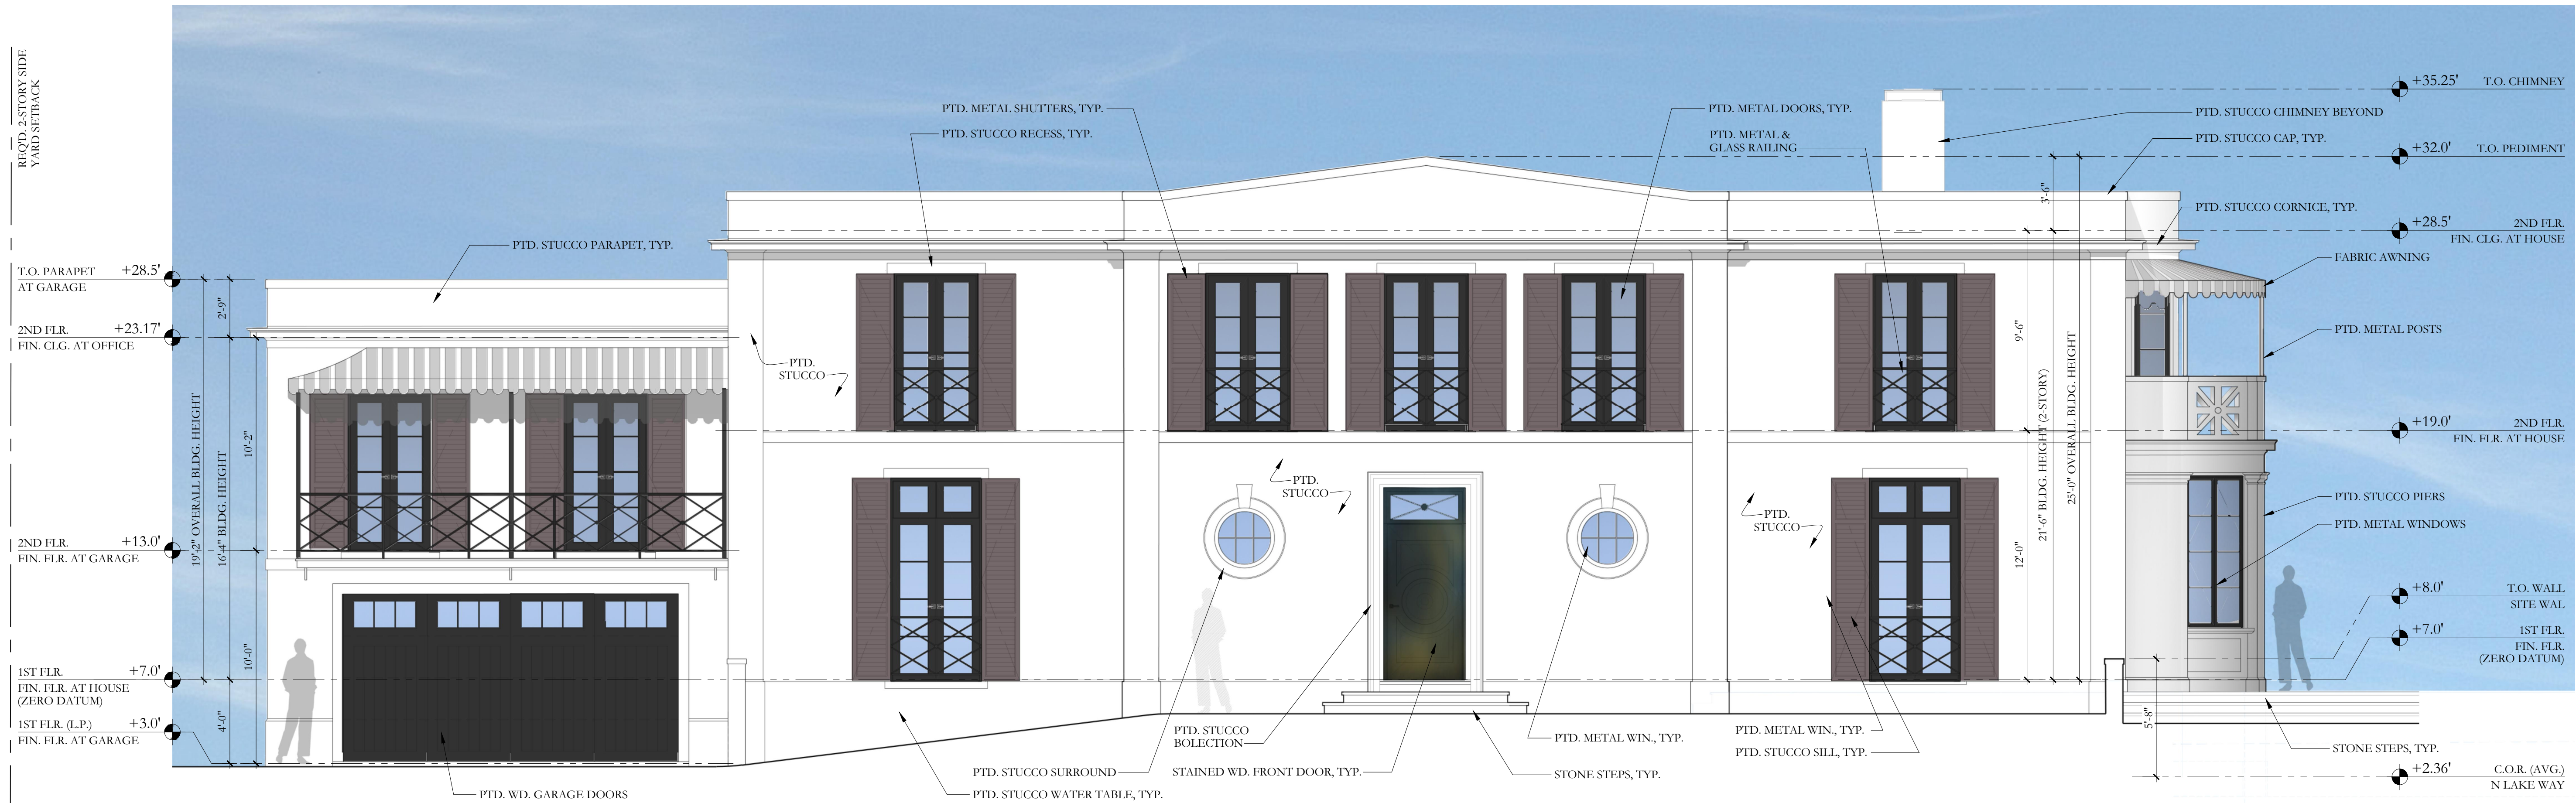 REQ'D. 2-STORY SIDE
YARD SETBACK
T.O. PARAPET +28.5'
AT GARAGE
2ND FLR. +23.17'
FIN. CLG. AT OFFICE
2ND FLR. +13.0'
FIN. FLR. AT GARAGE
1ST FLR. +7.0'
FIN. FLR. AT HOUSE
(ZERO DATUM)
1ST FLR. (L.P.) +3.0'
FIN. FLR. AT GARAGE
19'-2" OVERALL BLDG. HEIGHT
16'-4" BLDG. HEIGHT
2'-9"
10'-2"
10'-0"
4'-0"
PTD. STUCCO PARAPET, TYP.
PTD. WD. GARAGE DOORS
PTD. METAL SHUTTERS, TYP.
PTD. STUCCO RECESS, TYP.
PTD.
STUCCO
PTD. STUCCO SURROUND
PTD. STUCCO WATER TABLE, TYP.
PTD.
STUCCO
PTD. STUCCO
BOLECTION
STAINED WD. FRONT DOOR, TYP.
PTD. METAL WIN., TYP.
STONE STEPS, TYP.
PTD. METAL DOORS, TYP.
PTD. METAL &
GLASS RAILING
PTD.
STUCCO
PTD. METAL WIN., TYP.
PTD. STUCCO SILL, TYP.
9'-6"
12'-0"
3'-6"
21'-6" BLDG. HEIGHT (2-STORY)
25'-0" OVERALL BLDG. HEIGHT
5'-8"
+35.25' T.O. CHIMNEY
PTD. STUCCO CHIMNEY BEYOND
PTD. STUCCO CAP, TYP.
+32.0' T.O. PEDIMENT
PTD. STUCCO CORNICE, TYP.
+28.5' 2ND FLR.
FIN. CLG. AT HOUSE
FABRIC AWNING
PTD. METAL POSTS
+19.0' 2ND FLR.
FIN. FLR. AT HOUSE
PTD. STUCCO PIERS
PTD. METAL WINDOWS
+8.0' T.O. WALL
SITE WAL
+7.0' 1ST FLR.
FIN. FLR.
(ZERO DATUM)
STONE STEPS, TYP.
+2.36' C.O.R. (AVG.)
N LAKE WAY